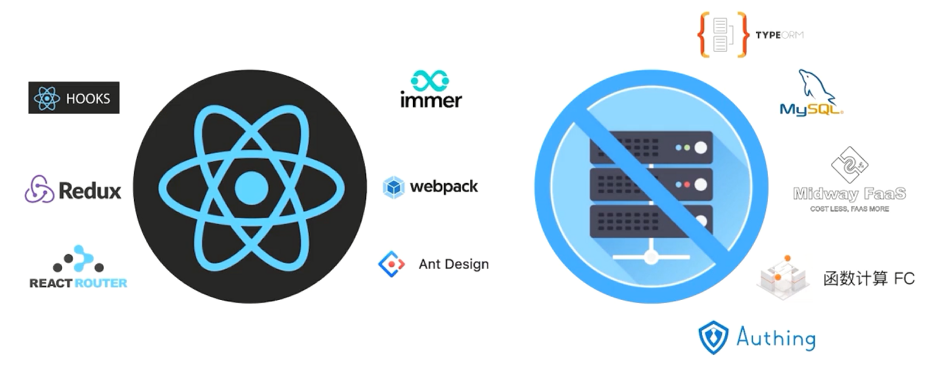 HOOKS
Redux
REACT ROUTER
immer
webpack
Ant Design
TYPEORM
MySQL®
Midway FaaS
COST LESS, FAAS MORE
函数计算 FC
Authing